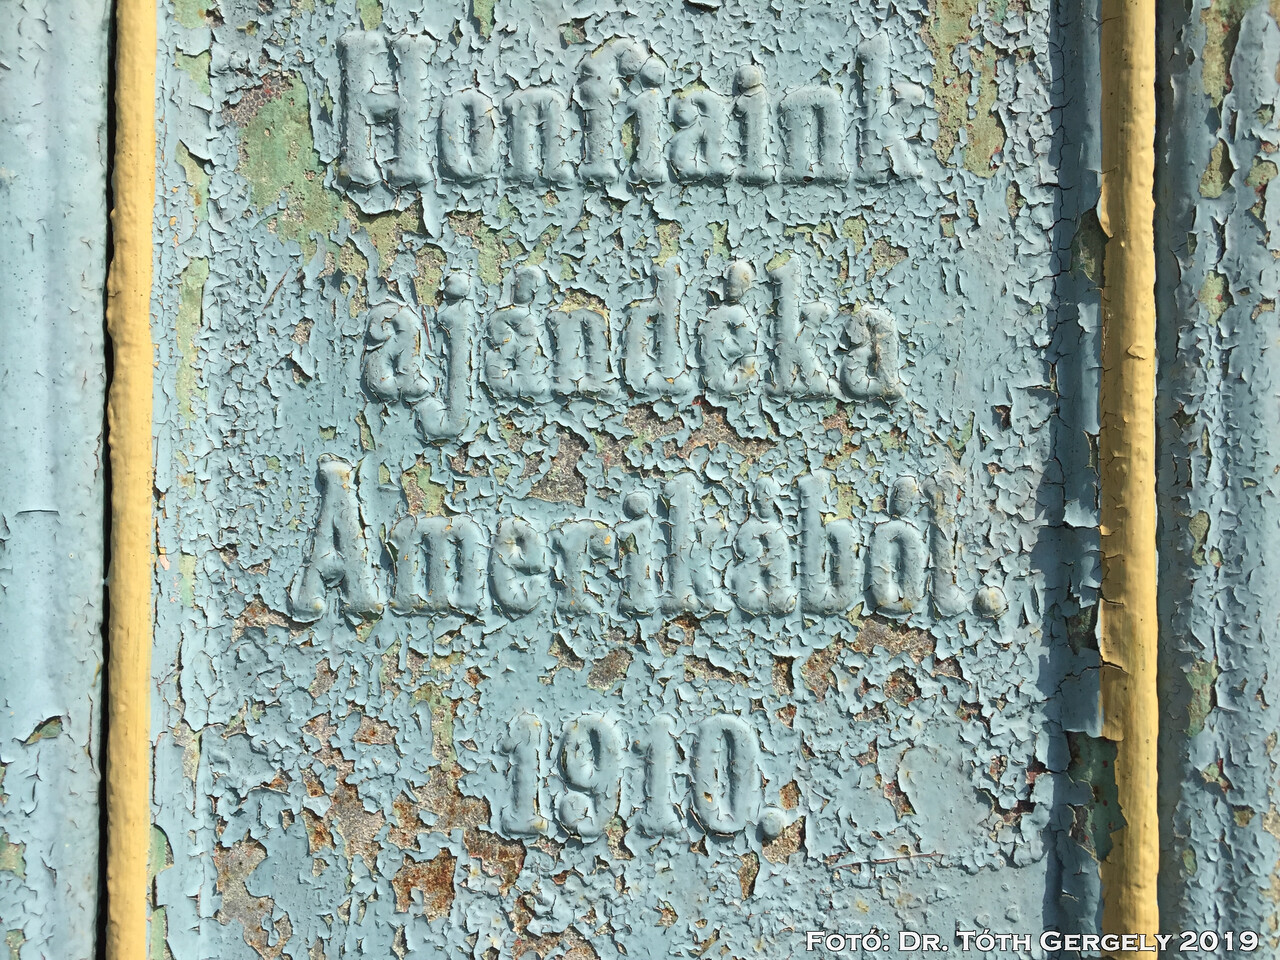 Honfiaink
ajándéka
Amerikából.
1910.
Fotó: Dr. Tóth Gergely 2019